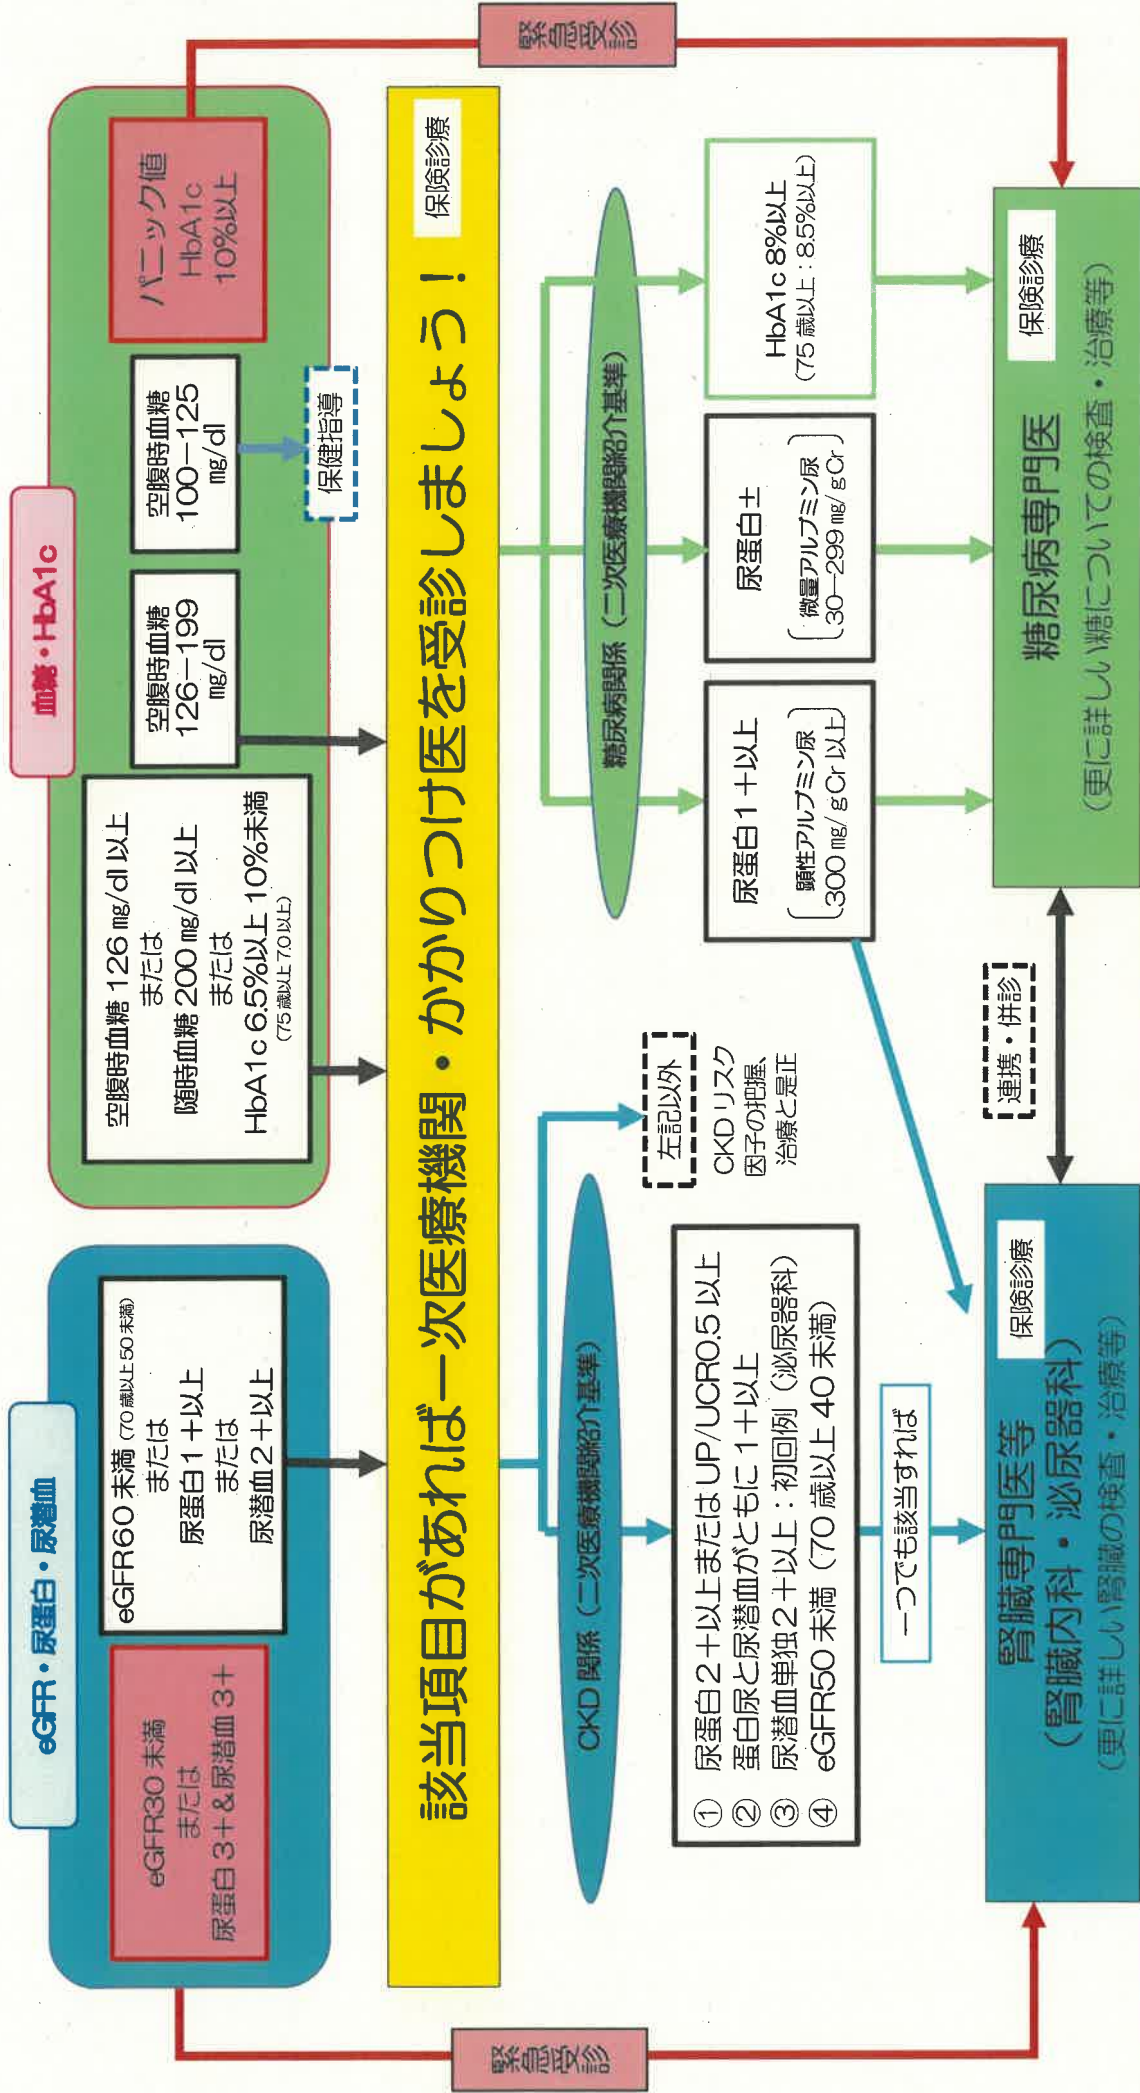 eGFR・尿蛋白・尿潜血
eGFR30未満
または
尿蛋白3+&尿潜血3+
eGFR60未満(70歳以上50未満)
または
尿蛋白1+以上
または
尿潜血2+以上
血糖・HbA1c
空腹時血糖126㎎/dl以上
または
随時血糖200㎎/dl以上
または
HbA1c 6.5%以上10%未満
(75歳以上7.0以上)
空腹時血糖
126−199
㎎/dl
空腹時血糖
100−125
㎎/dl
保健指導
パニック値
HbA1c
10%以上
緊急受診
緊急受診
該当項目があれば一次医療機関・かかりつけ医を受診しましょう！
保険診療
CKD関係(二次医療機関紹介基準)
① 尿蛋白2+以上またはUP/UCR0.5以上
② 蛋白尿と尿潜血がともに1+以上
③ 尿潜血単独2+以上：初回例(泌尿器科)
④ eGFR50未満(70歳以上40未満)
一つでも該当すれば
左記以外
CKDリスク
因子の把握、
治療と是正
糖尿病関係(二次医療機関紹介基準)
尿蛋白1+以上
顕性アルブミン尿
300㎎/gCr以上
尿蛋白±
微量アルブミン尿
30−299㎎/gCr
HbA1c 8%以上
(75歳以上：8.5%以上)
腎臓専門医等
(腎臓内科・泌尿器科)
(更に詳しい腎臓の検査・治療等)
保険診療
連携・併診
糖尿病専門医
(更に詳しい糖についての検査・治療等)
保険診療